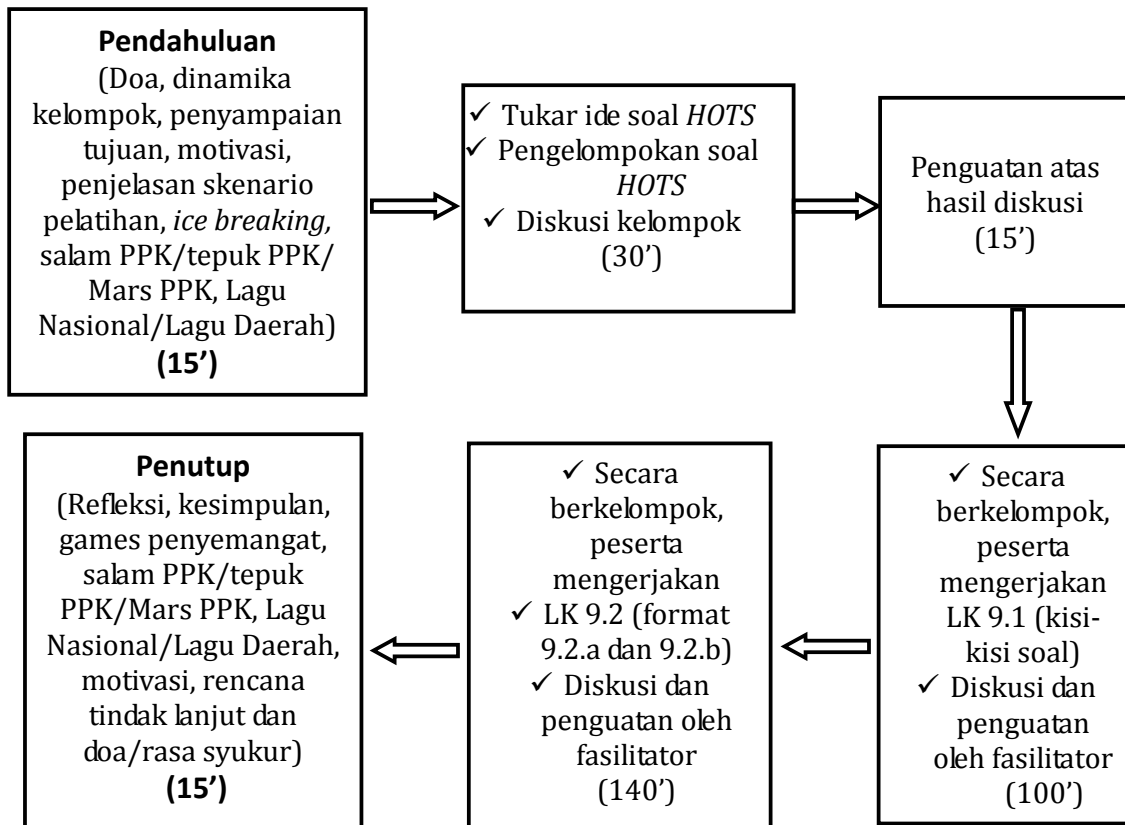 Pendahuluan
(Doa, dinamika
kelompok, penyampaian
tujuan, motivasi,
penjelasan skenario
pelatihan, ice breaking,
salam PPK/tepuk PPK/
Mars PPK, Lagu
Nasional/Lagu Daerah)
(15’)
✓ Tukar ide soal HOTS
✓ Pengelompokan soal
HOTS
✓ Diskusi kelompok
(30’)
Penguatan atas
hasil diskusi
(15’)
✓ Secara
berkelompok,
peserta
mengerjakan
LK 9.1 (kisi-
kisi soal)
✓ Diskusi dan
penguatan
oleh fasilitator
(100’)
✓ Secara
berkelompok,
peserta
mengerjakan
✓ LK 9.2 (format
9.2.a dan 9.2.b)
✓ Diskusi dan
penguatan oleh
fasilitator
(140’)
Penutup
(Refleksi, kesimpulan,
games penyemangat,
salam PPK/tepuk
PPK/Mars PPK, Lagu
Nasional/Lagu Daerah,
motivasi, rencana
tindak lanjut dan
doa/rasa syukur)
(15’)